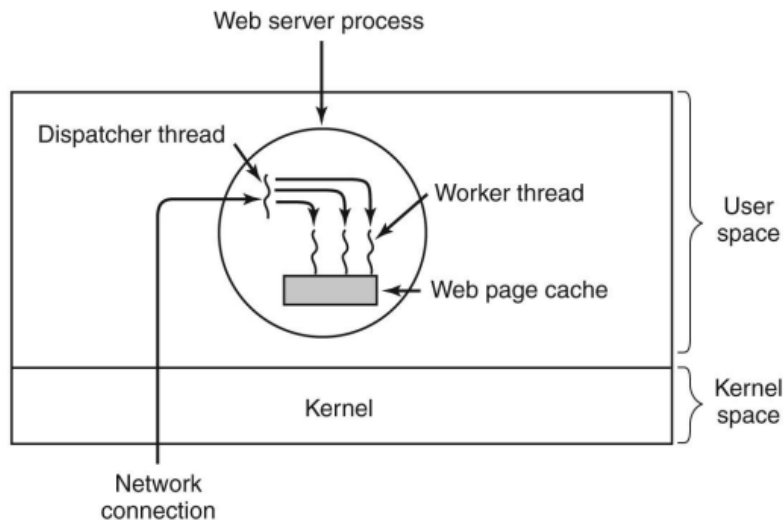 Web server process
Dispatcher thread
Worker thread
User
space
Web page cache
Kernel
Kernel
space
Network
connection